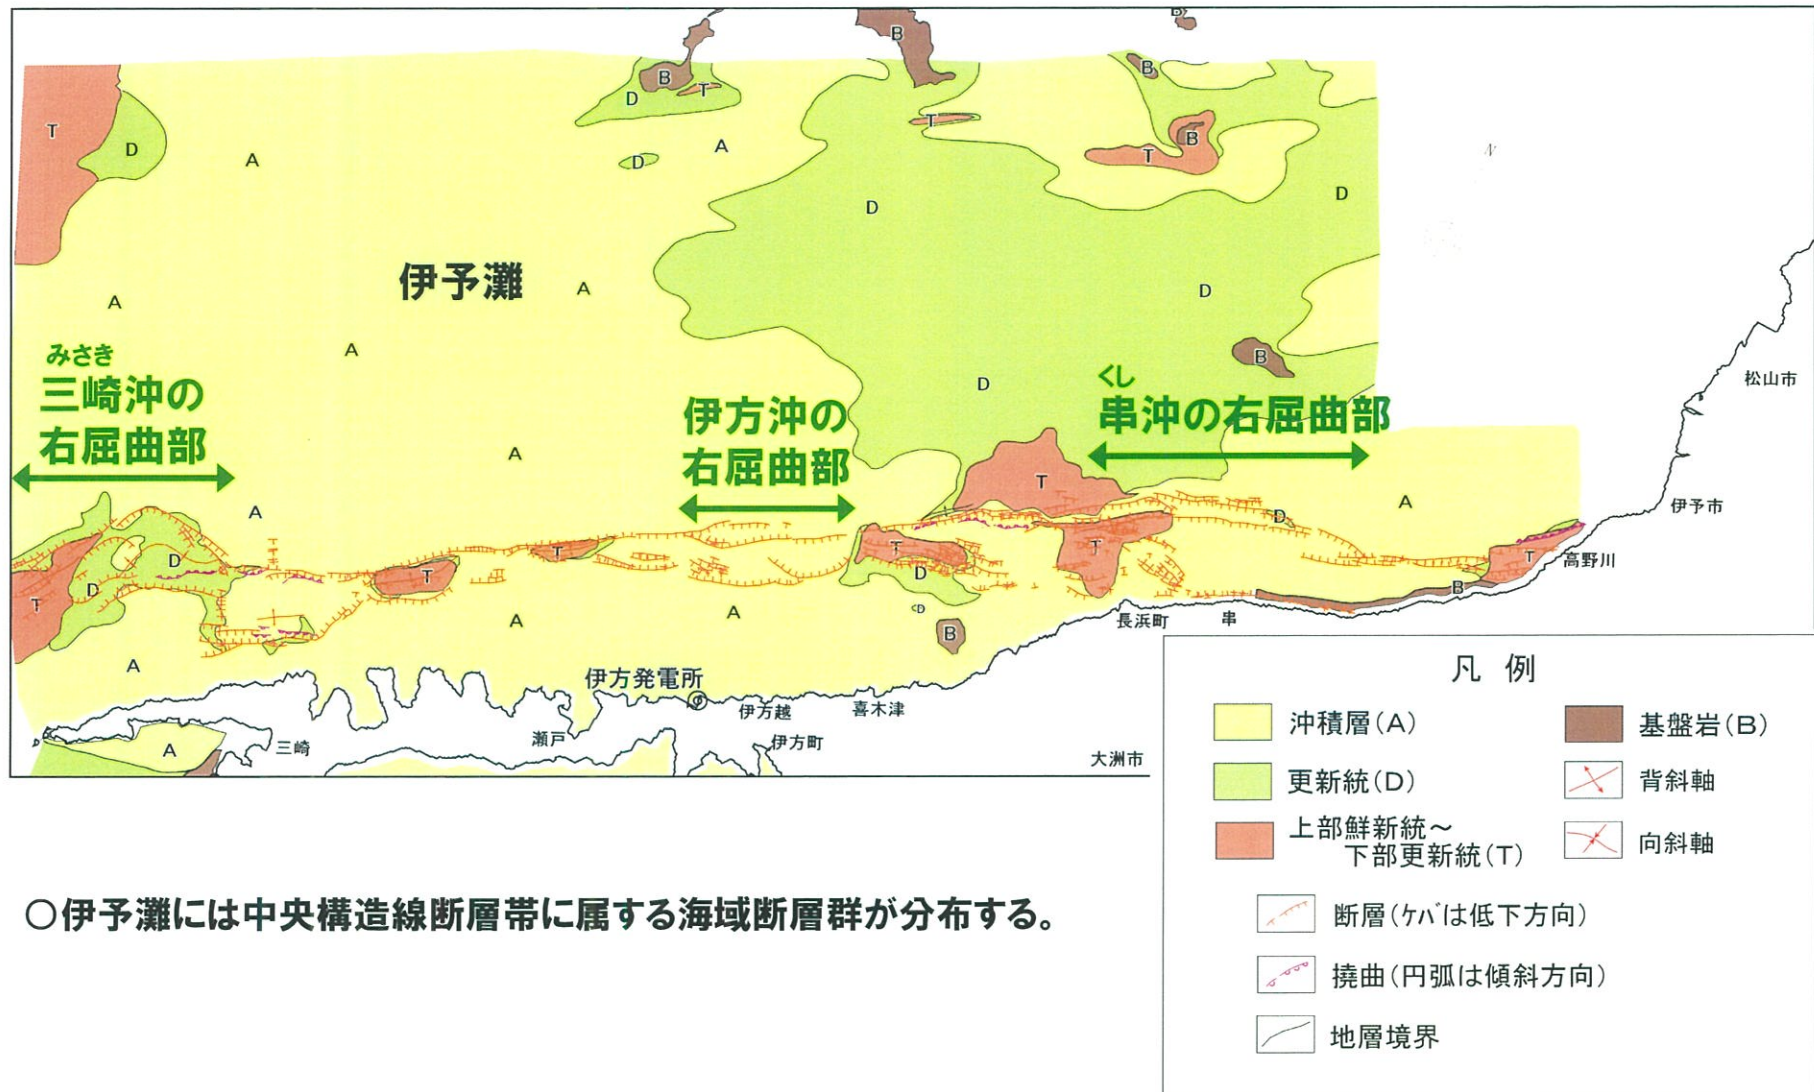 B
B
B
B
T
D
T
T
D
A
D
A
T
B
D
D
伊予灘
A
A
D
A
B
D
みさき
三崎沖の
右屈曲部
伊方沖の
右屈曲部
くし
串沖の右屈曲部
松山市
A
T
A
A
D
伊予市
D
T
T
T
T
T
高野川
D
D
T
B
A
A
D
B
長浜町
串
A
伊方発電所
伊方越
喜木津
A
三崎
瀬戸
伊方町
大洲市
凡 例
沖積層(A)
基盤岩(B)
更新統(D)
背斜軸
上部鮮新統~
下部更新統(T)
向斜軸
断層(ケバは低下方向)
撓曲(円弧は傾斜方向)
地層境界
○伊予灘には中央構造線断層帯に属する海域断層群が分布する。